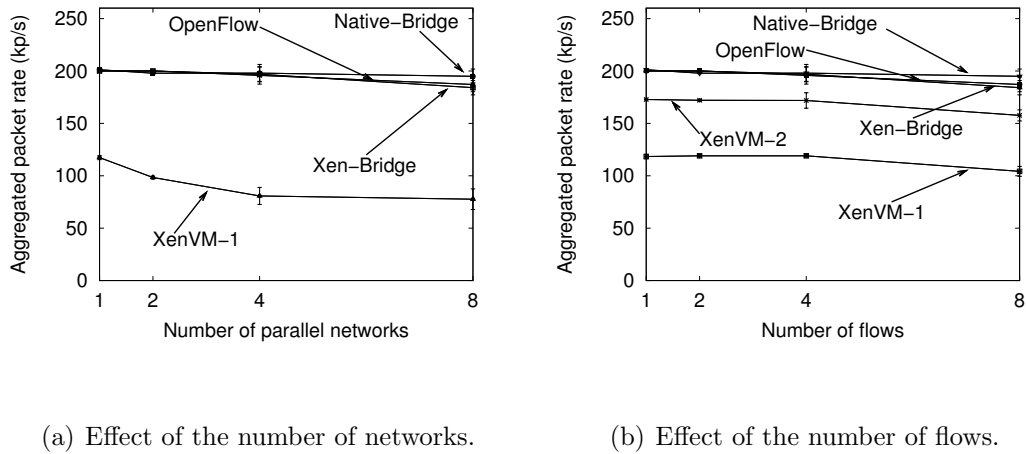 Aggregated packet rate (kp/s)
250
200
150
100
50
0
OpenFlow
Native−Bridge
Xen−Bridge
XenVM−1
1
2
4
8
Number of parallel networks
(a) Effect of the number of networks.
Aggregated packet rate (kp/s)
250
200
150
100
50
0
Native−Bridge
OpenFlow
Xen−Bridge
XenVM−2
XenVM−1
1
2
4
8
Number of flows
(b) Effect of the number of flows.